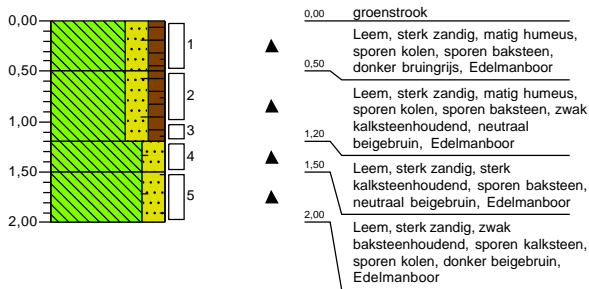 0,00
0,50
1,00
1,50
2,00
1
2
3
4
5
0,00 groenstrook
Leem, sterk zandig, matig humeus,
sporen kolen, sporen baksteen,
donker bruingrijs, Edelmanboor
0,50
Leem, sterk zandig, matig humeus,
sporen kolen, sporen baksteen, zwak
kalksteenhoudend, neutraal
beigebruin, Edelmanboor
1,20
Leem, sterk zandig, sterk
kalksteenhoudend, sporen baksteen,
neutraal beigebruin, Edelmanboor
1,50
Leem, sterk zandig, zwak
baksteenhoudend, sporen kalksteen,
sporen kolen, donker beigebruin,
Edelmanboor
2,00